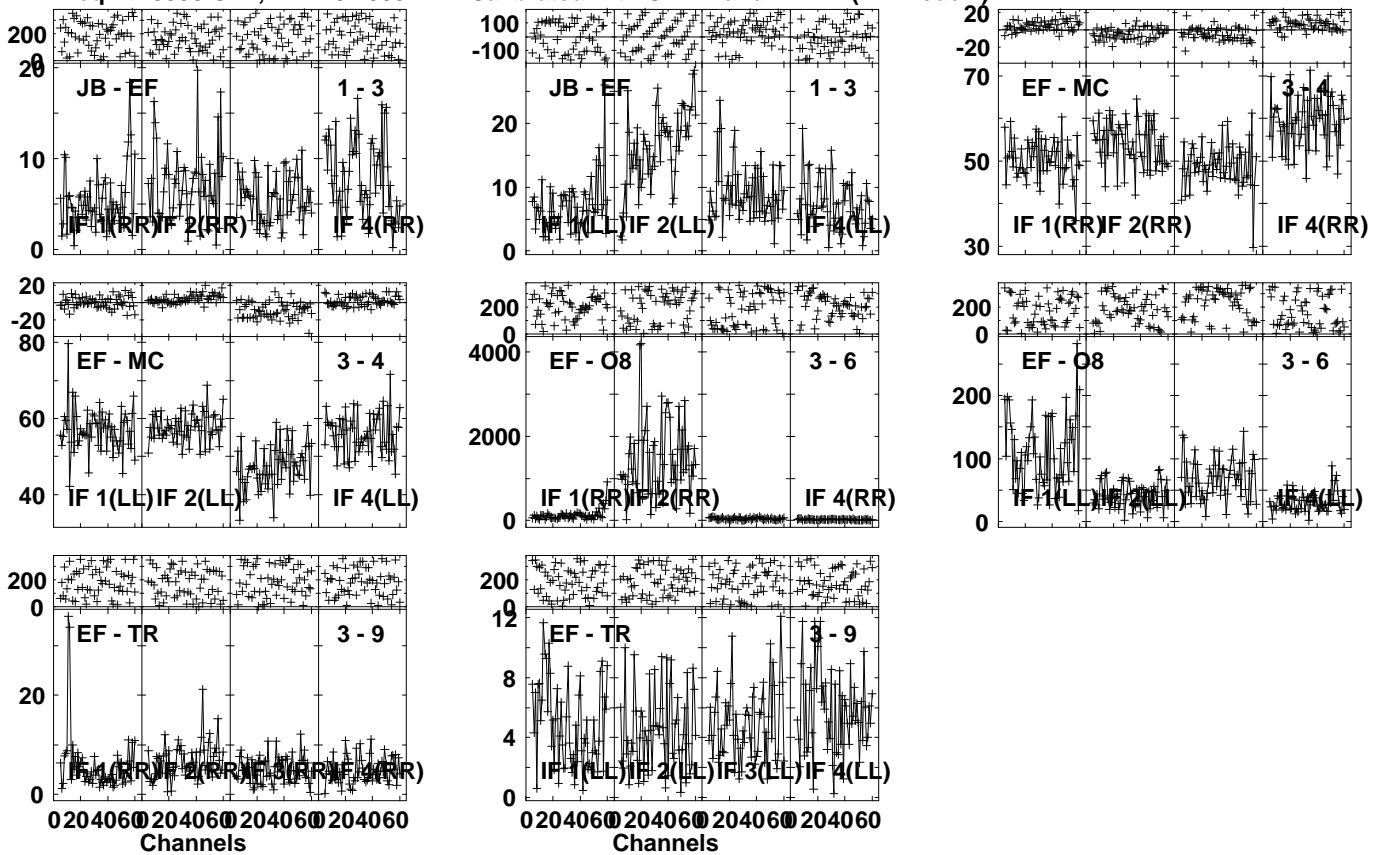 200
0
20
10
0
JB - EF
1 - 3
IF 1(RR)
IF 2(RR)
IF 4(RR)
100
-100
20
10
0
JB - EF
1 - 3
IF 1(LL)
IF 2(LL)
IF 4(LL)
20
-20
70
50
30
EF - MC
3 - 4
IF 1(RR)
IF 2(RR)
IF 4(RR)
20
-20
80
60
40
EF - MC
3 - 4
IF 1(LL)
IF 2(LL)
IF 4(LL)
200
0
4000
2000
0
EF - O8
3 - 6
IF 1(RR)
IF 2(RR)
IF 4(RR)
200
0
200
100
0
EF - O8
3 - 6
IF 1(LL)
IF 2(LL)
IF 4(LL)
200
0
20
0
EF - TR
3 - 9
IF 1(RR)
IF 2(RR)
IF 3(RR)
IF 4(RR)
0 20 40 60 0 20 40 60 0 20 40 60 0 20 40 60
Channels
200
0
12
8
4
0
EF - TR
3 - 9
IF 1(LL)
IF 2(LL)
IF 3(LL)
IF 4(LL)
0 20 40 60 0 20 40 60 0 20 40 60 0 20 40 60
Channels